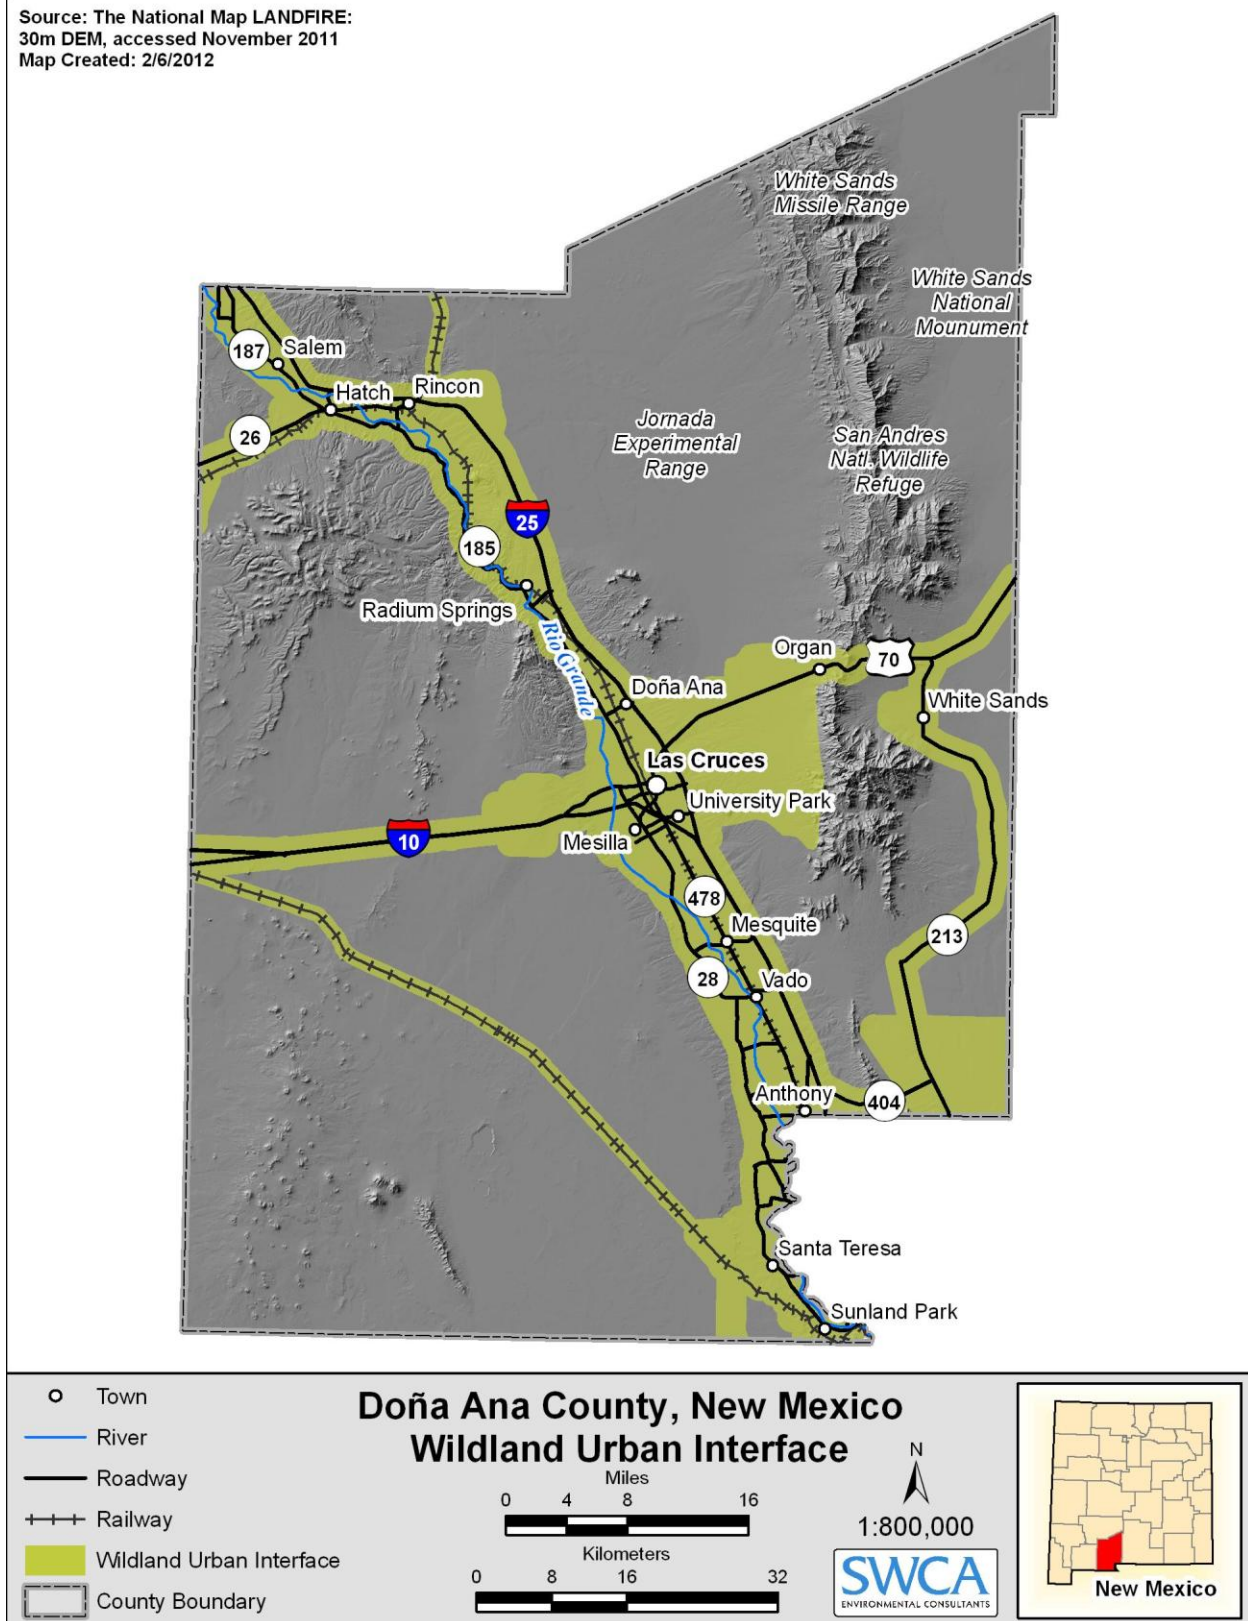 Source: The National Map LANDFIRE:
30m DEM, accessed November 2011
Map Created: 2/6/2012
White Sands
Missile Range
White Sands
National
Mounument
187
Salem
Hatch
Rincon
26
Jornada
Experimental
Range
San Andres
Natl. Wildlife
Refuge
25
185
Radium Springs
Rio Grande
Organ
70
Doña Ana
White Sands
Las Cruces
University Park
10
Mesilla
478
Mesquite
213
28
Vado
Anthony
404
Santa Teresa
Sunland Park
Town
River
Roadway
Railway
Wildland Urban Interface
County Boundary
Doña Ana County, New Mexico
Wildland Urban Interface
Miles
0 4 8 16
Kilometers
0 8 16 32
N
1:800,000
SWCA
ENVIRONMENTAL CONSULTANTS
New Mexico